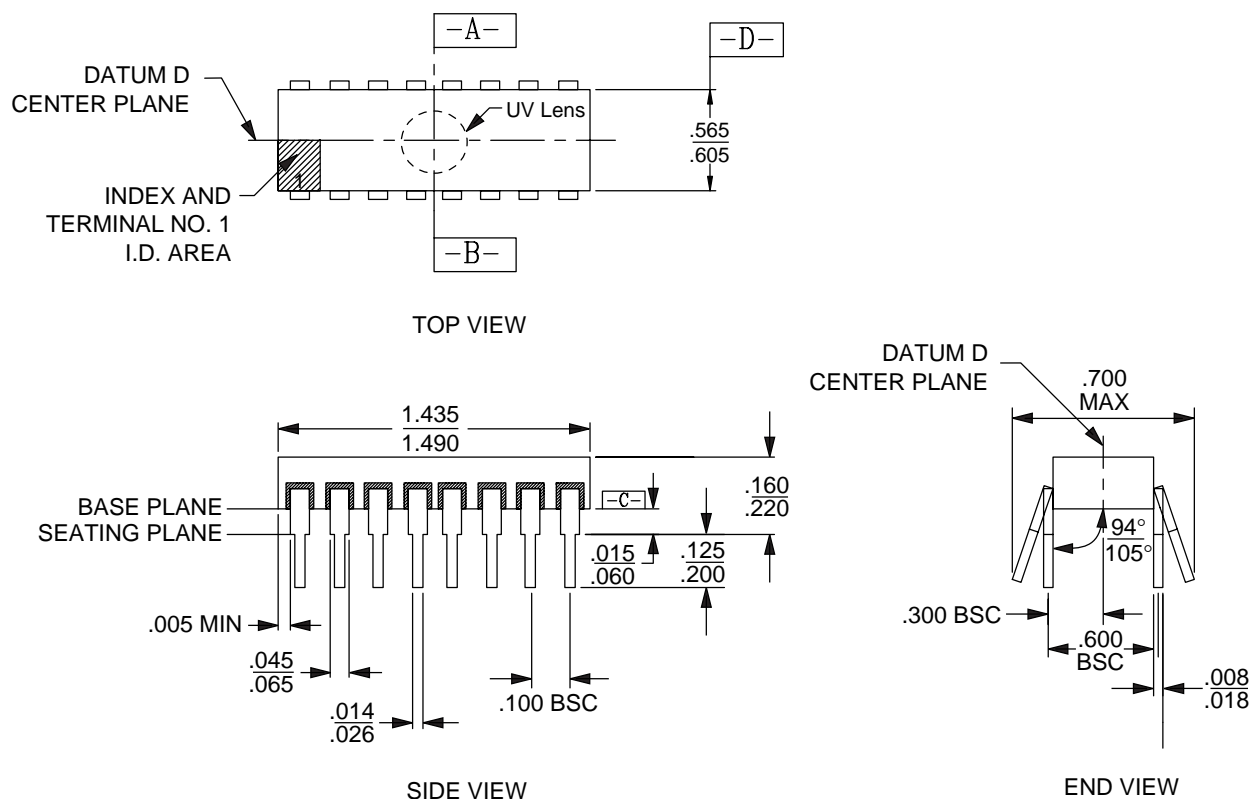 -A-
-D-
DATUM D
CENTER PLANE
UV Lens
.565
.605
1
INDEX AND
TERMINAL NO. 1
I.D. AREA
-B-
TOP VIEW
DATUM D
CENTER PLANE
.700
MAX
1.435
1.490
BASE PLANE
SEATING PLANE
-C-
.160
.220
.015
.060
.125
.200
94°
105°
.005 MIN
.045
.065
.014
.026
.100 BSC
.300 BSC
.600
BSC
.008
.018
SIDE VIEW
END VIEW